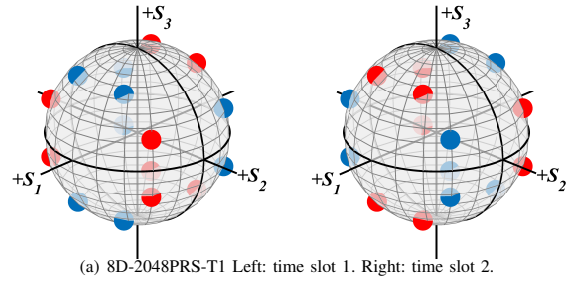 +S3 +S3
+S1 +S2 +S1 +S2
(a) 8D-2048PRS-T1 Left: time slot 1. Right: time slot 2.